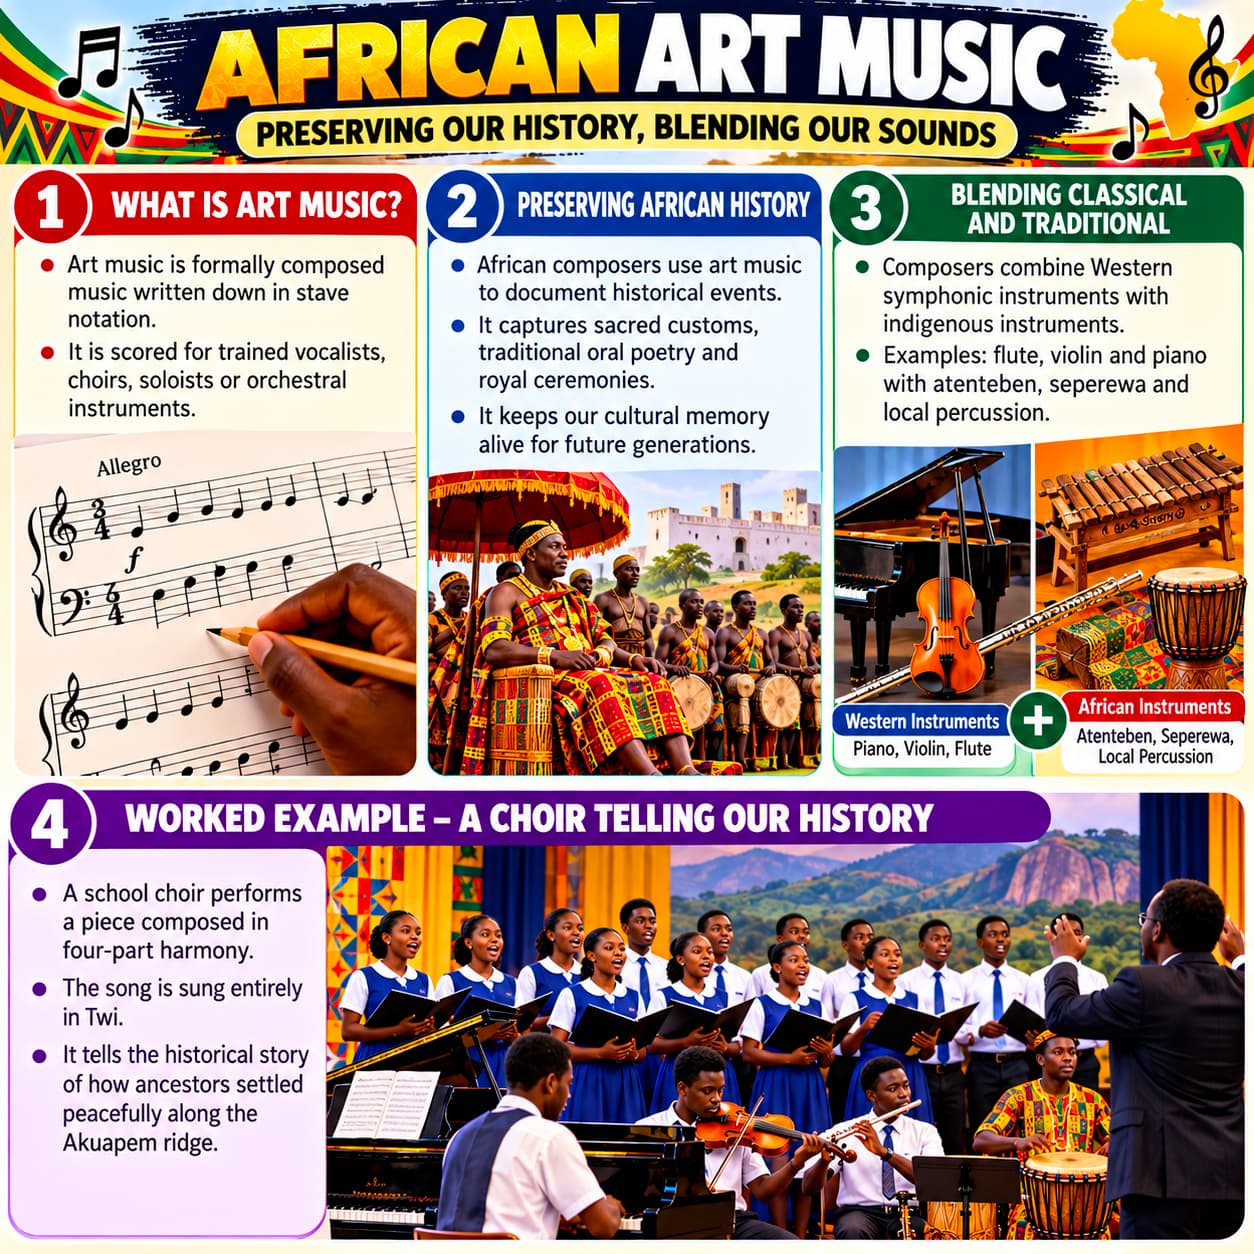 AFRICAN ART MUSIC
PRESERVING OUR HISTORY, BLENDING OUR SOUNDS
1
WHAT IS ART MUSIC?
Art music is formally composed
music written down in stave
notation.
It is scored for trained vocalists,
choirs, soloists or orchestral
instruments.
Allegro
3
4
f
4
2
PRESERVING AFRICAN HISTORY
African composers use art music
to document historical events.
It captures sacred customs,
traditional oral poetry and
royal ceremonies.
It keeps our cultural memory
alive for future generations.
3
BLENDING CLASSICAL
AND TRADITIONAL
Composers combine Western
symphonic instruments with
indigenous instruments.
Examples: flute, violin and piano
with atenteben, seperewa and
local percussion.
Western Instruments
Piano, Violin, Flute
+
African Instruments
Atenteben, Seperewa,
Local Percussion
4
WORKED EXAMPLE – A CHOIR TELLING OUR HISTORY
A school choir performs
a piece composed in
four-part harmony.
The song is sung entirely
in Twi.
It tells the historical story
of how ancestors settled
peacefully along the
Akuapem ridge.